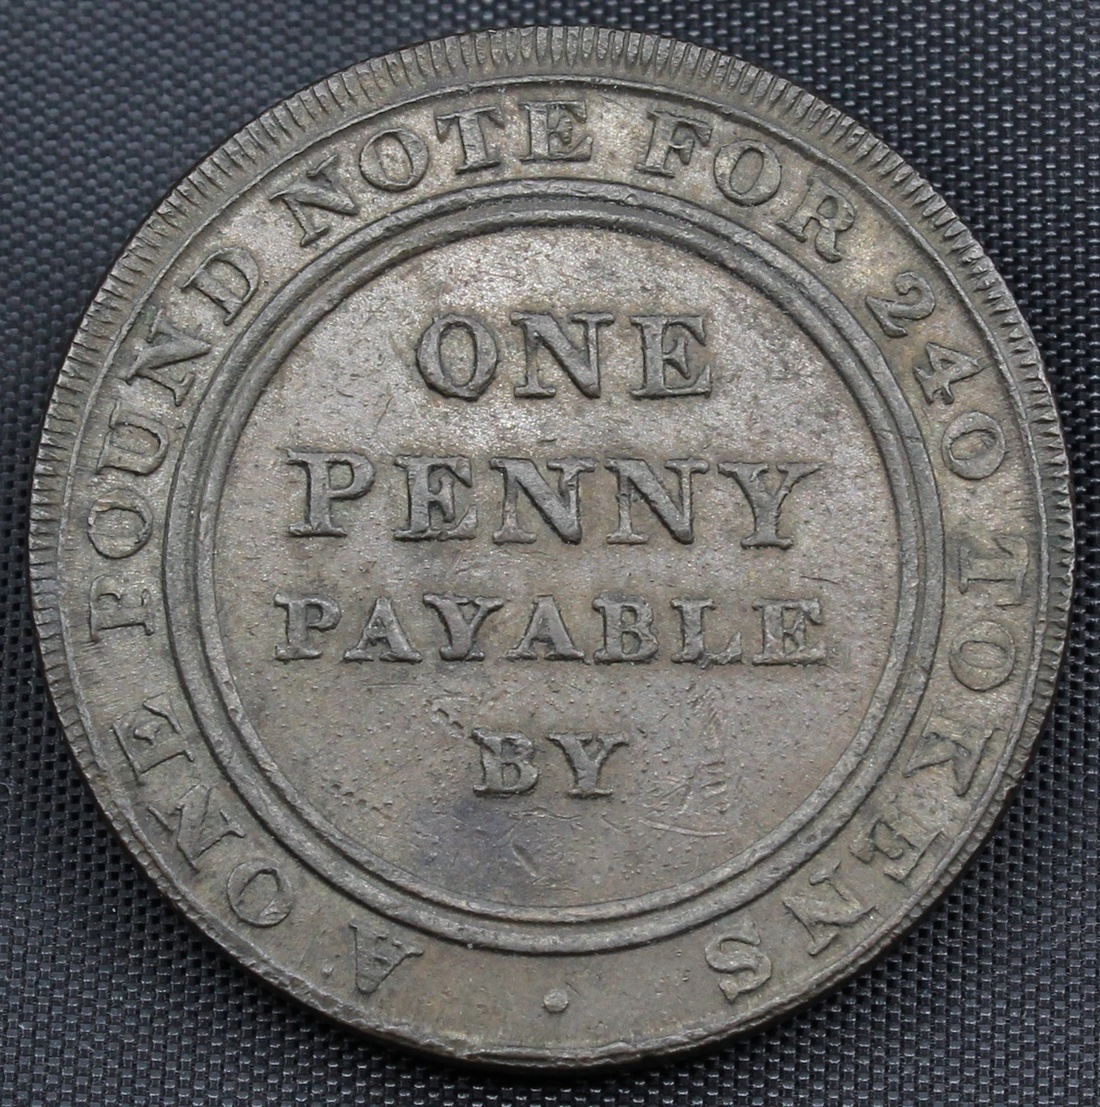 A ONE POUND NOTE FOR 240 TOKENS
ONE
PENNY
PAYABLE
BY